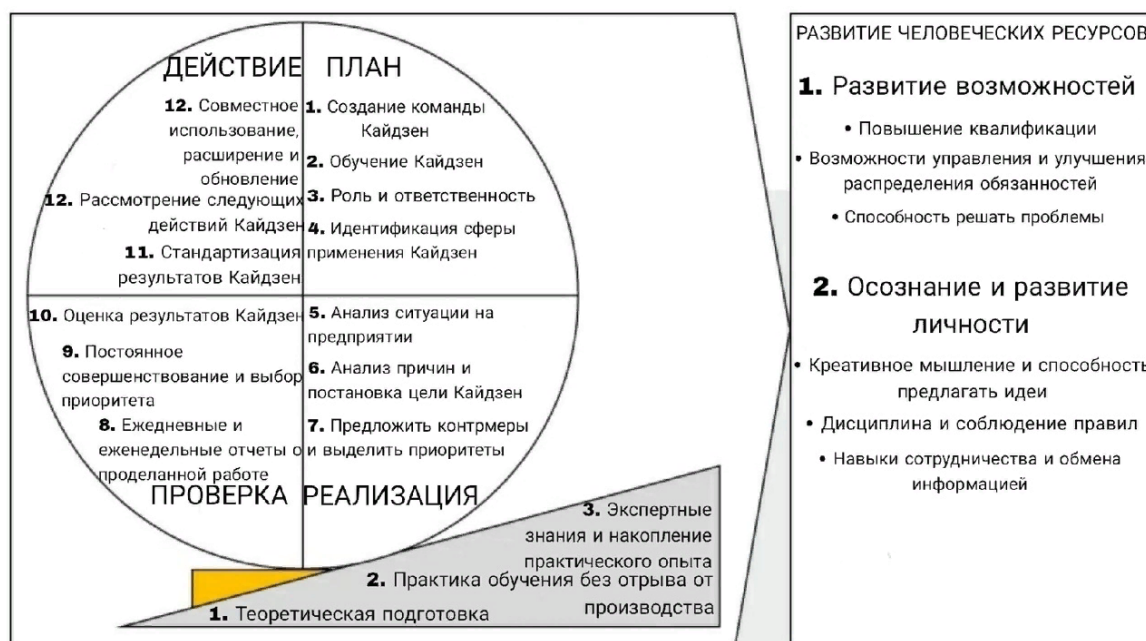 ДЕЙСТВИЕ
12. Совместное
использование,
расширение и
обновление
12. Рассмотрение следующих
действий Кайдзен
11. Стандартизация
результатов Кайдзен
ПЛАН
1. Создание команды
Кайдзен
2. Обучение Кайдзен
3. Роль и ответственность
4. Идентификация сферы
применения Кайдзен
10. Оценка результатов Кайдзен
9. Постоянное
совершенствование и выбор
приоритета
8. Ежедневные и
еженедельные отчеты о
проделанной работе
ПРОВЕРКА
5. Анализ ситуации на
предприятии
6. Анализ причин и
постановка цели Кайдзен
7. Предложить контрмеры
и выделить приоритеты
РЕАЛИЗАЦИЯ
3. Экспертные
знания и накопление
практического опыта
2. Практика обучения без отрыва от
производства
1. Теоретическая подготовка
РАЗВИТИЕ ЧЕЛОВЕЧЕСКИХ РЕСУРСОВ
1. Развитие возможностей
• Повышение квалификации
• Возможности управления и улучшения
распределения обязанностей
• Способность решать проблемы
2. Осознание и развитие
личности
• Креативное мышление и способность
предлагать идеи
• Дисциплина и соблюдение правил
• Навыки сотрудничества и обмена
информацией